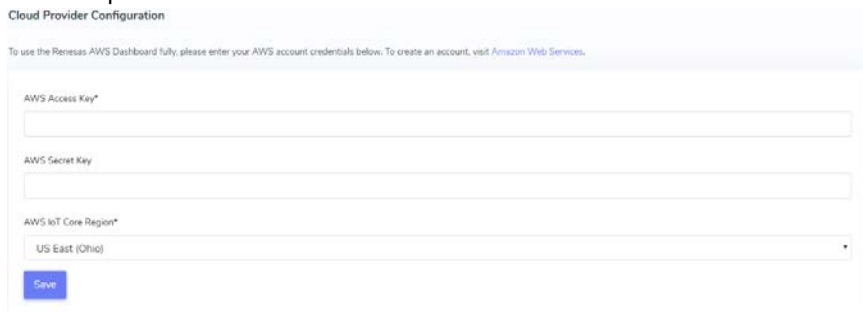 Cloud Provider Configuration
To use the Renesas AWS Dashboard fully, please enter your AWS account credentials below. To create an account, visit Amazon Web Services.
AWS Access Key*
AWS Secret Key
AWS IoT Core Region*
US East (Ohio)
Save